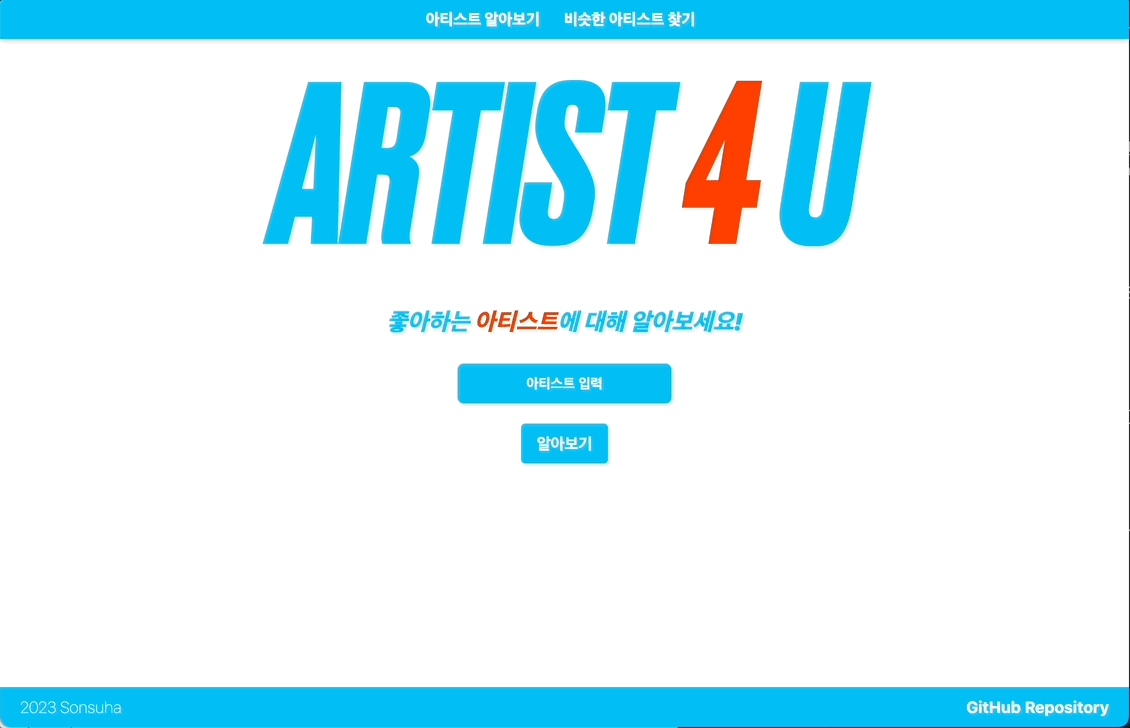 아티스트 알아보기 비슷한 아티스트 찾기
ARTIST 4 U
좋아하는 아티스트에 대해 알아보세요!
아티스트 입력
알아보기
2023 Sonsuha GitHub Repository